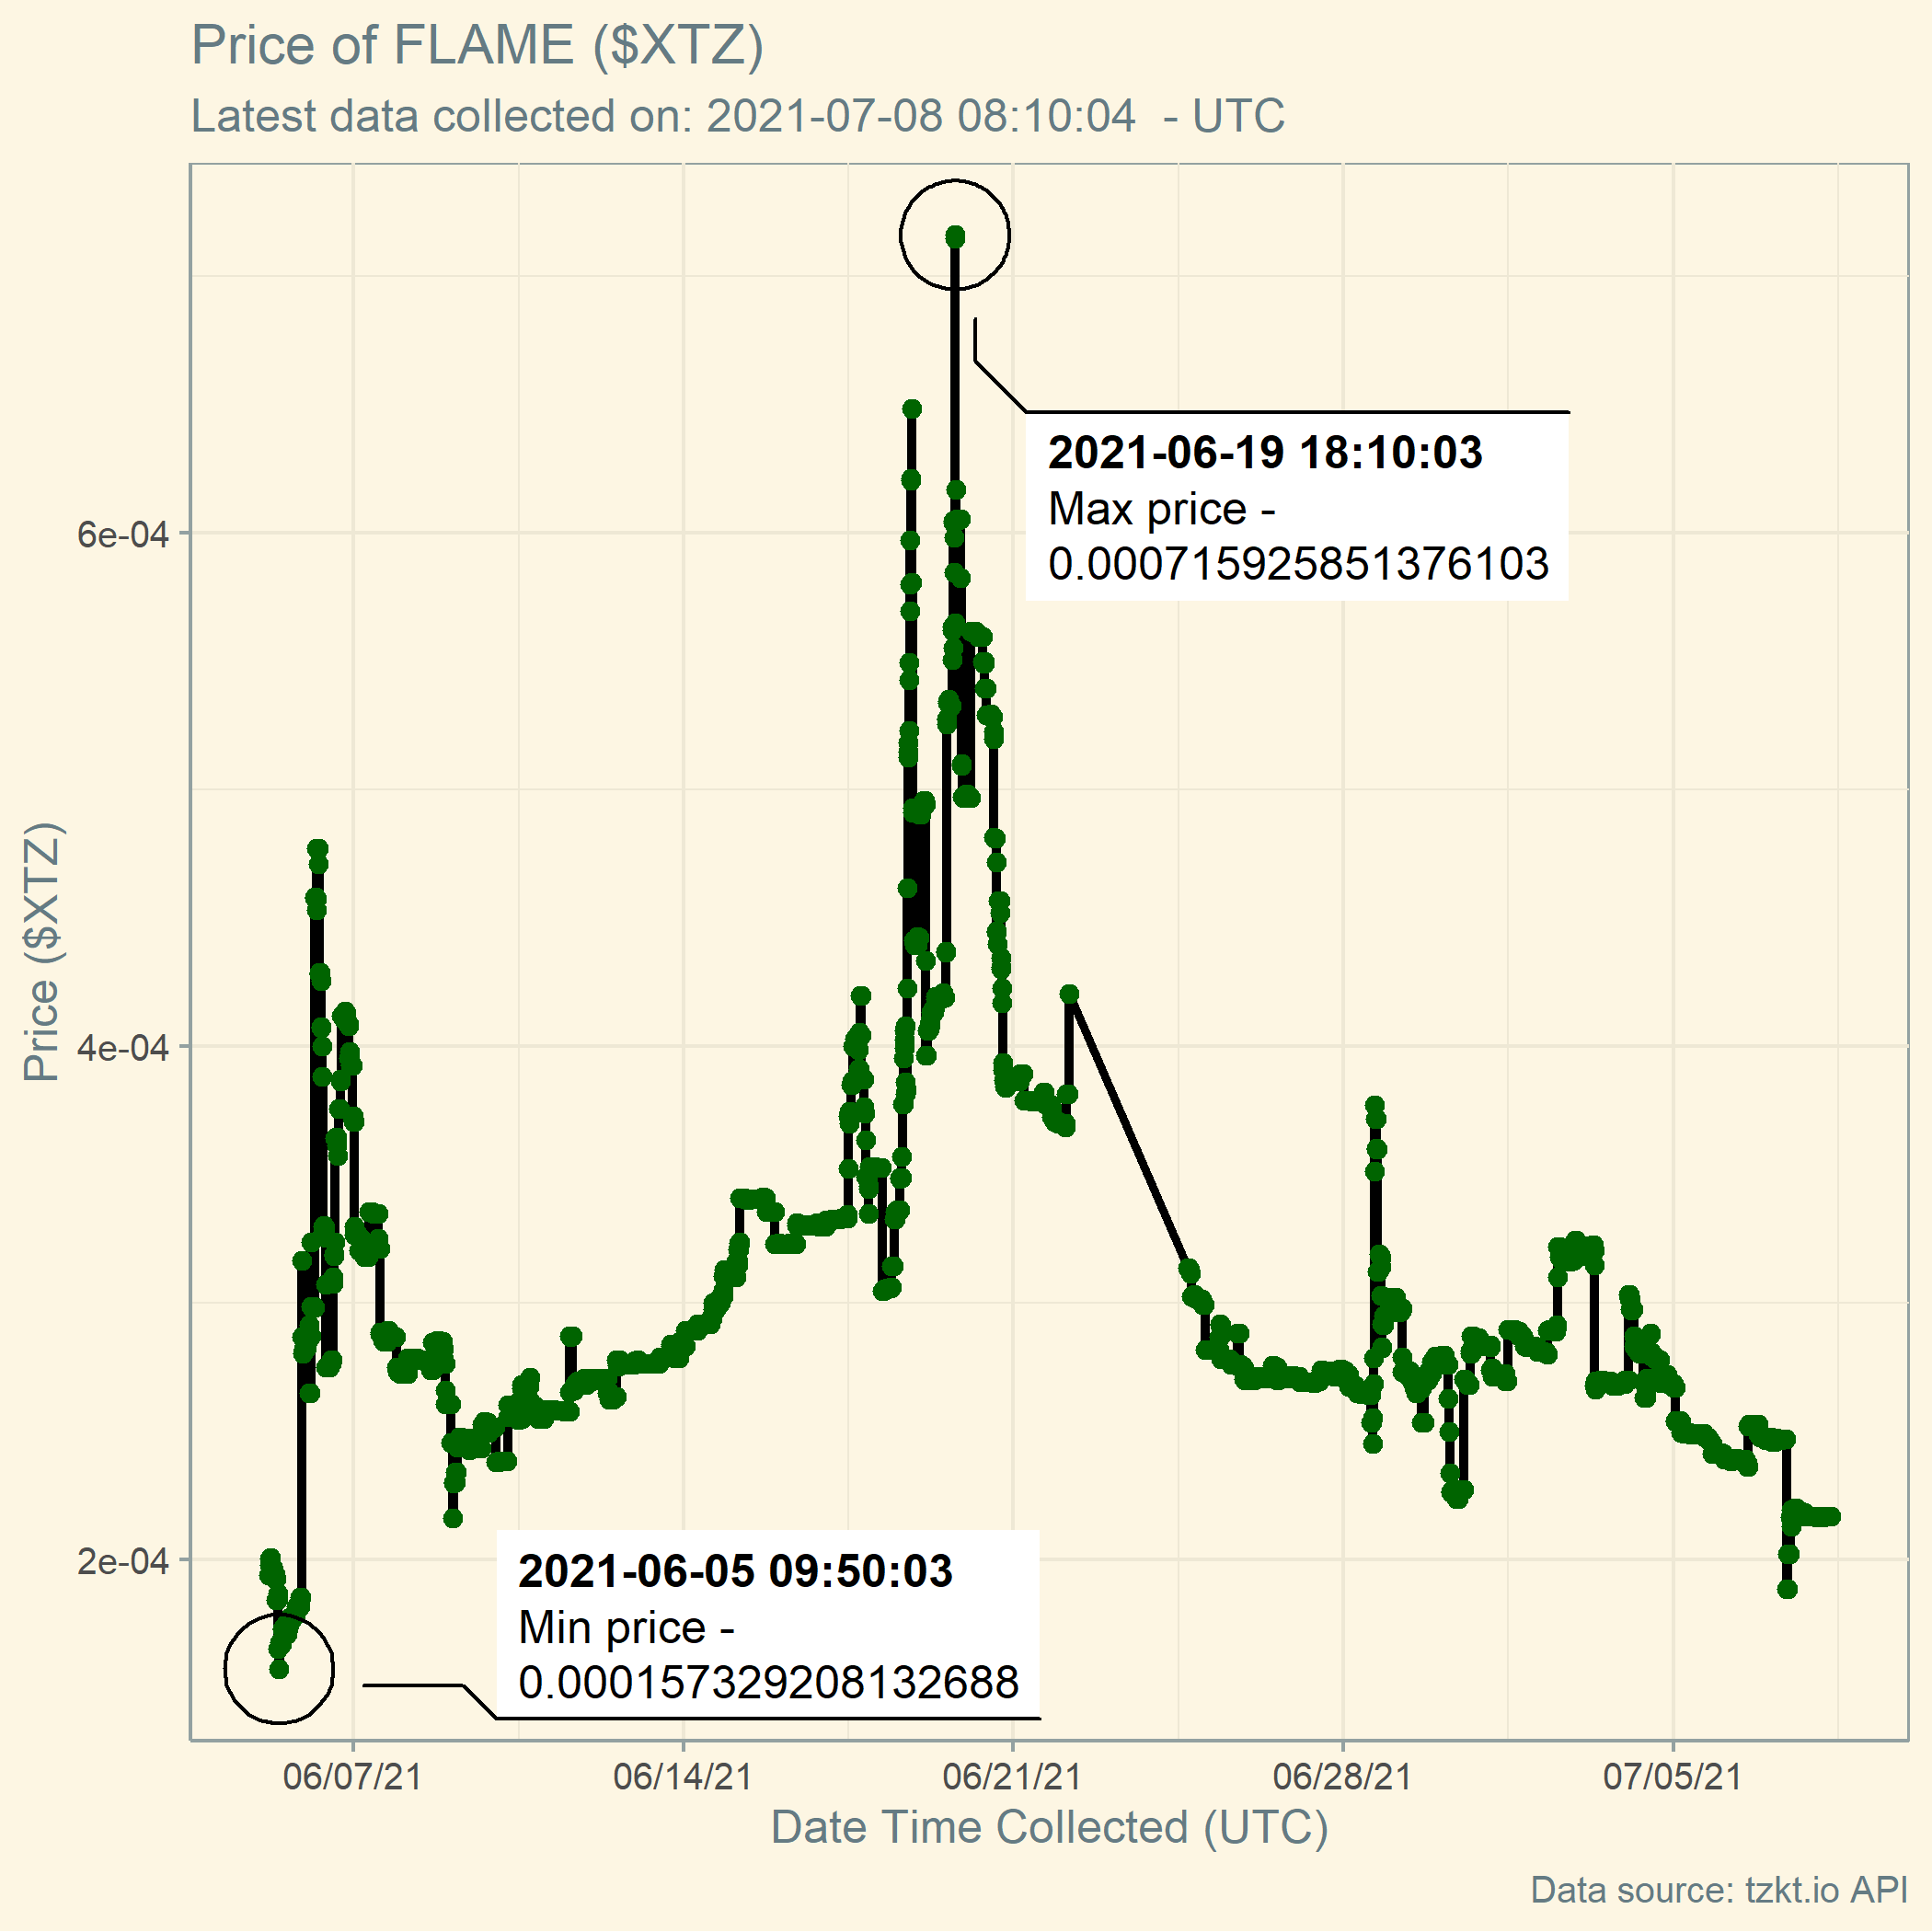 Price of FLAME ($XTZ)
Latest data collected on: 2021-07-08 08:10:04  - UTC
2021-06-19 18:10:03
Max price -
0.000715925851376103
6e-04
4e-04
2e-04
Price ($XTZ)
2021-06-05 09:50:03
Min price -
0.000157329208132688
06/07/21
06/14/21
06/21/21
06/28/21
07/05/21
Date Time Collected (UTC)
Data source: tzkt.io API